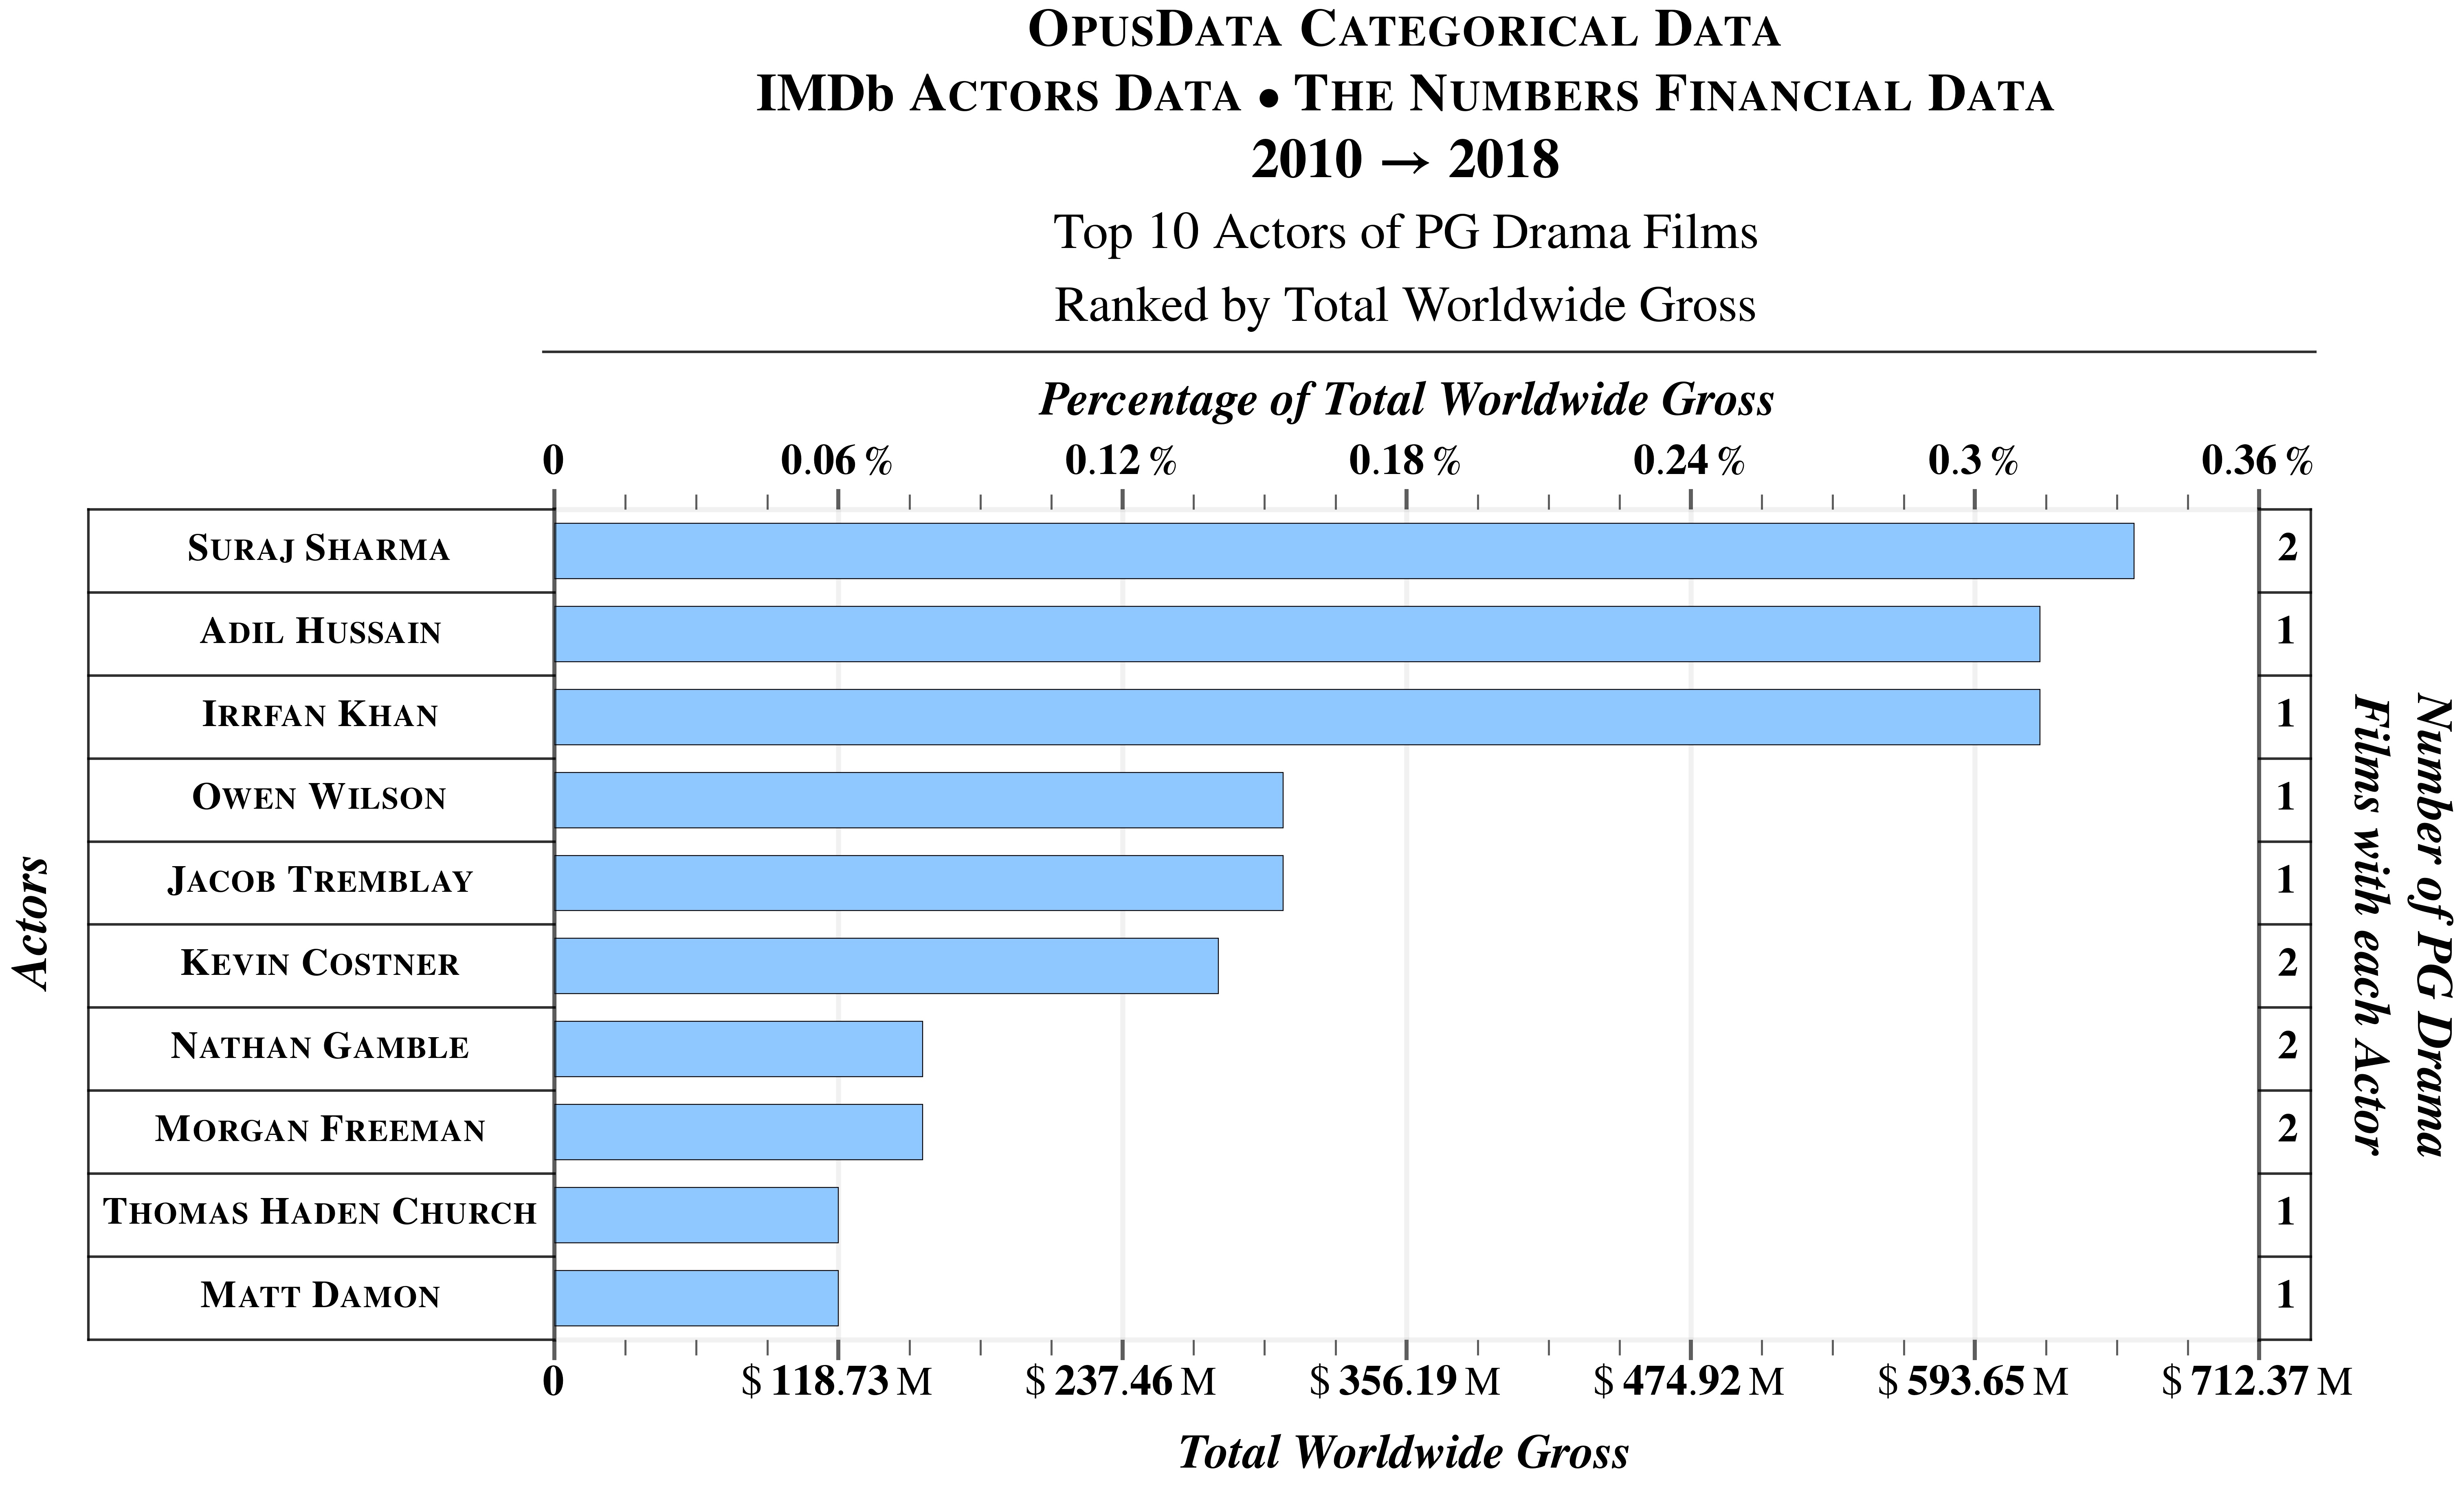 OpusData Categorical Data
IMDb Actors Data • The Numbers Financial Data
2010 → 2018
Top 10 Actors of PG Drama Films
Ranked by Total Worldwide Gross
Percentage of Total Worldwide Gross
0 0.06 % 0.12 % 0.18 % 0.24 % 0.3 % 0.36 %
Suraj Sharma 2
Adil Hussain 1
Irrfan Khan 1
Owen Wilson 1
Jacob Tremblay 1
Kevin Costner 2
Nathan Gamble 2
Morgan Freeman 2
Thomas Haden Church 1
Matt Damon 1
Actors
Number of PG Drama
Films with each Actor
0 $ 118.73 M $ 237.46 M $ 356.19 M $ 474.92 M $ 593.65 M $ 712.37 M
Total Worldwide Gross